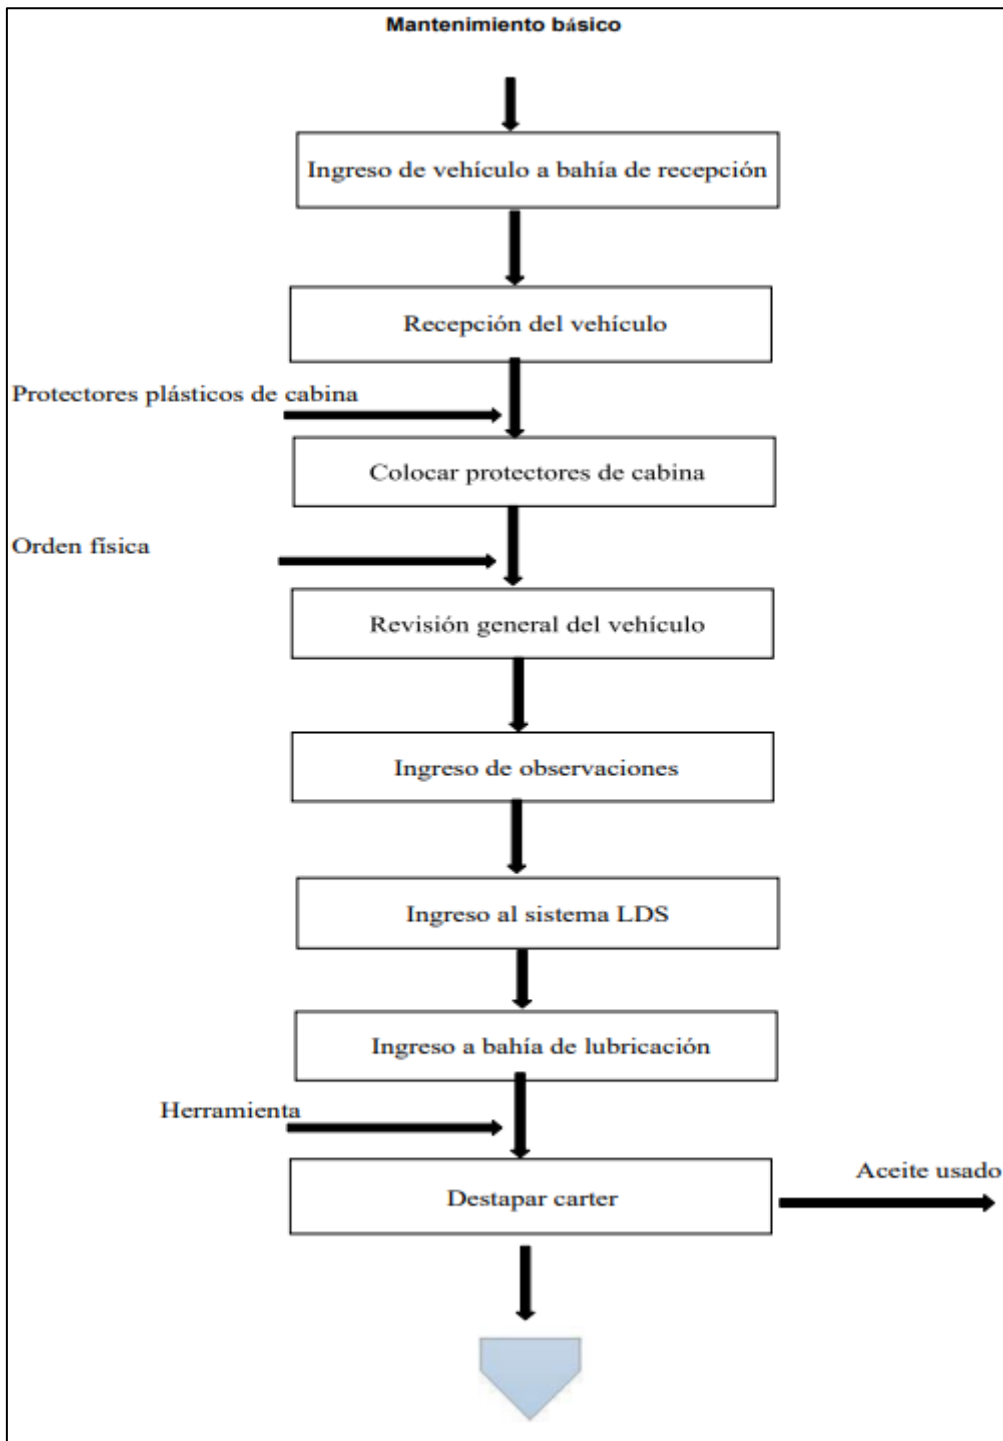 Mantenimiento básico
Ingreso de vehículo a bahía de recepción
Recepción del vehículo
Protectores plásticos de cabina
Colocar protectores de cabina
Orden física
Revisión general del vehículo
Ingreso de observaciones
Ingreso al sistema LDS
Ingreso a bahía de lubricación
Herramienta
Aceite usado
Destapar carter